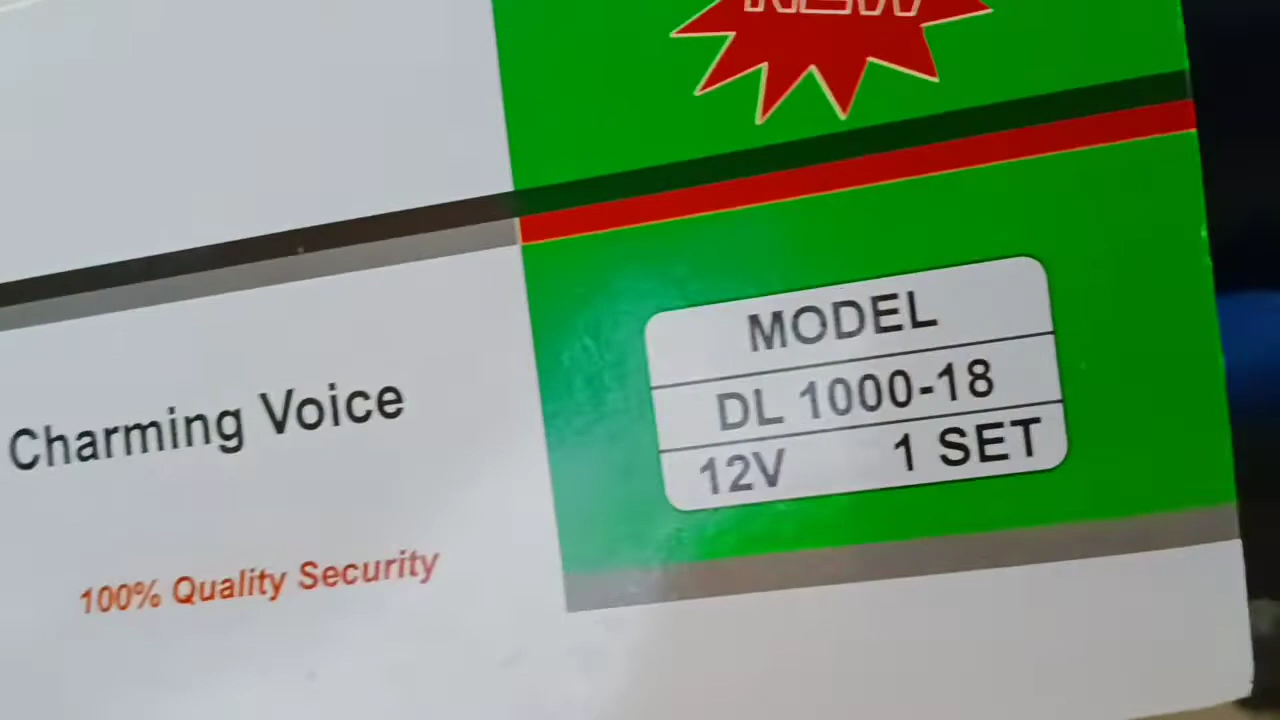 NEW
MODEL
DL 1000-18
12V 1 SET
Charming Voice
100% Quality Security